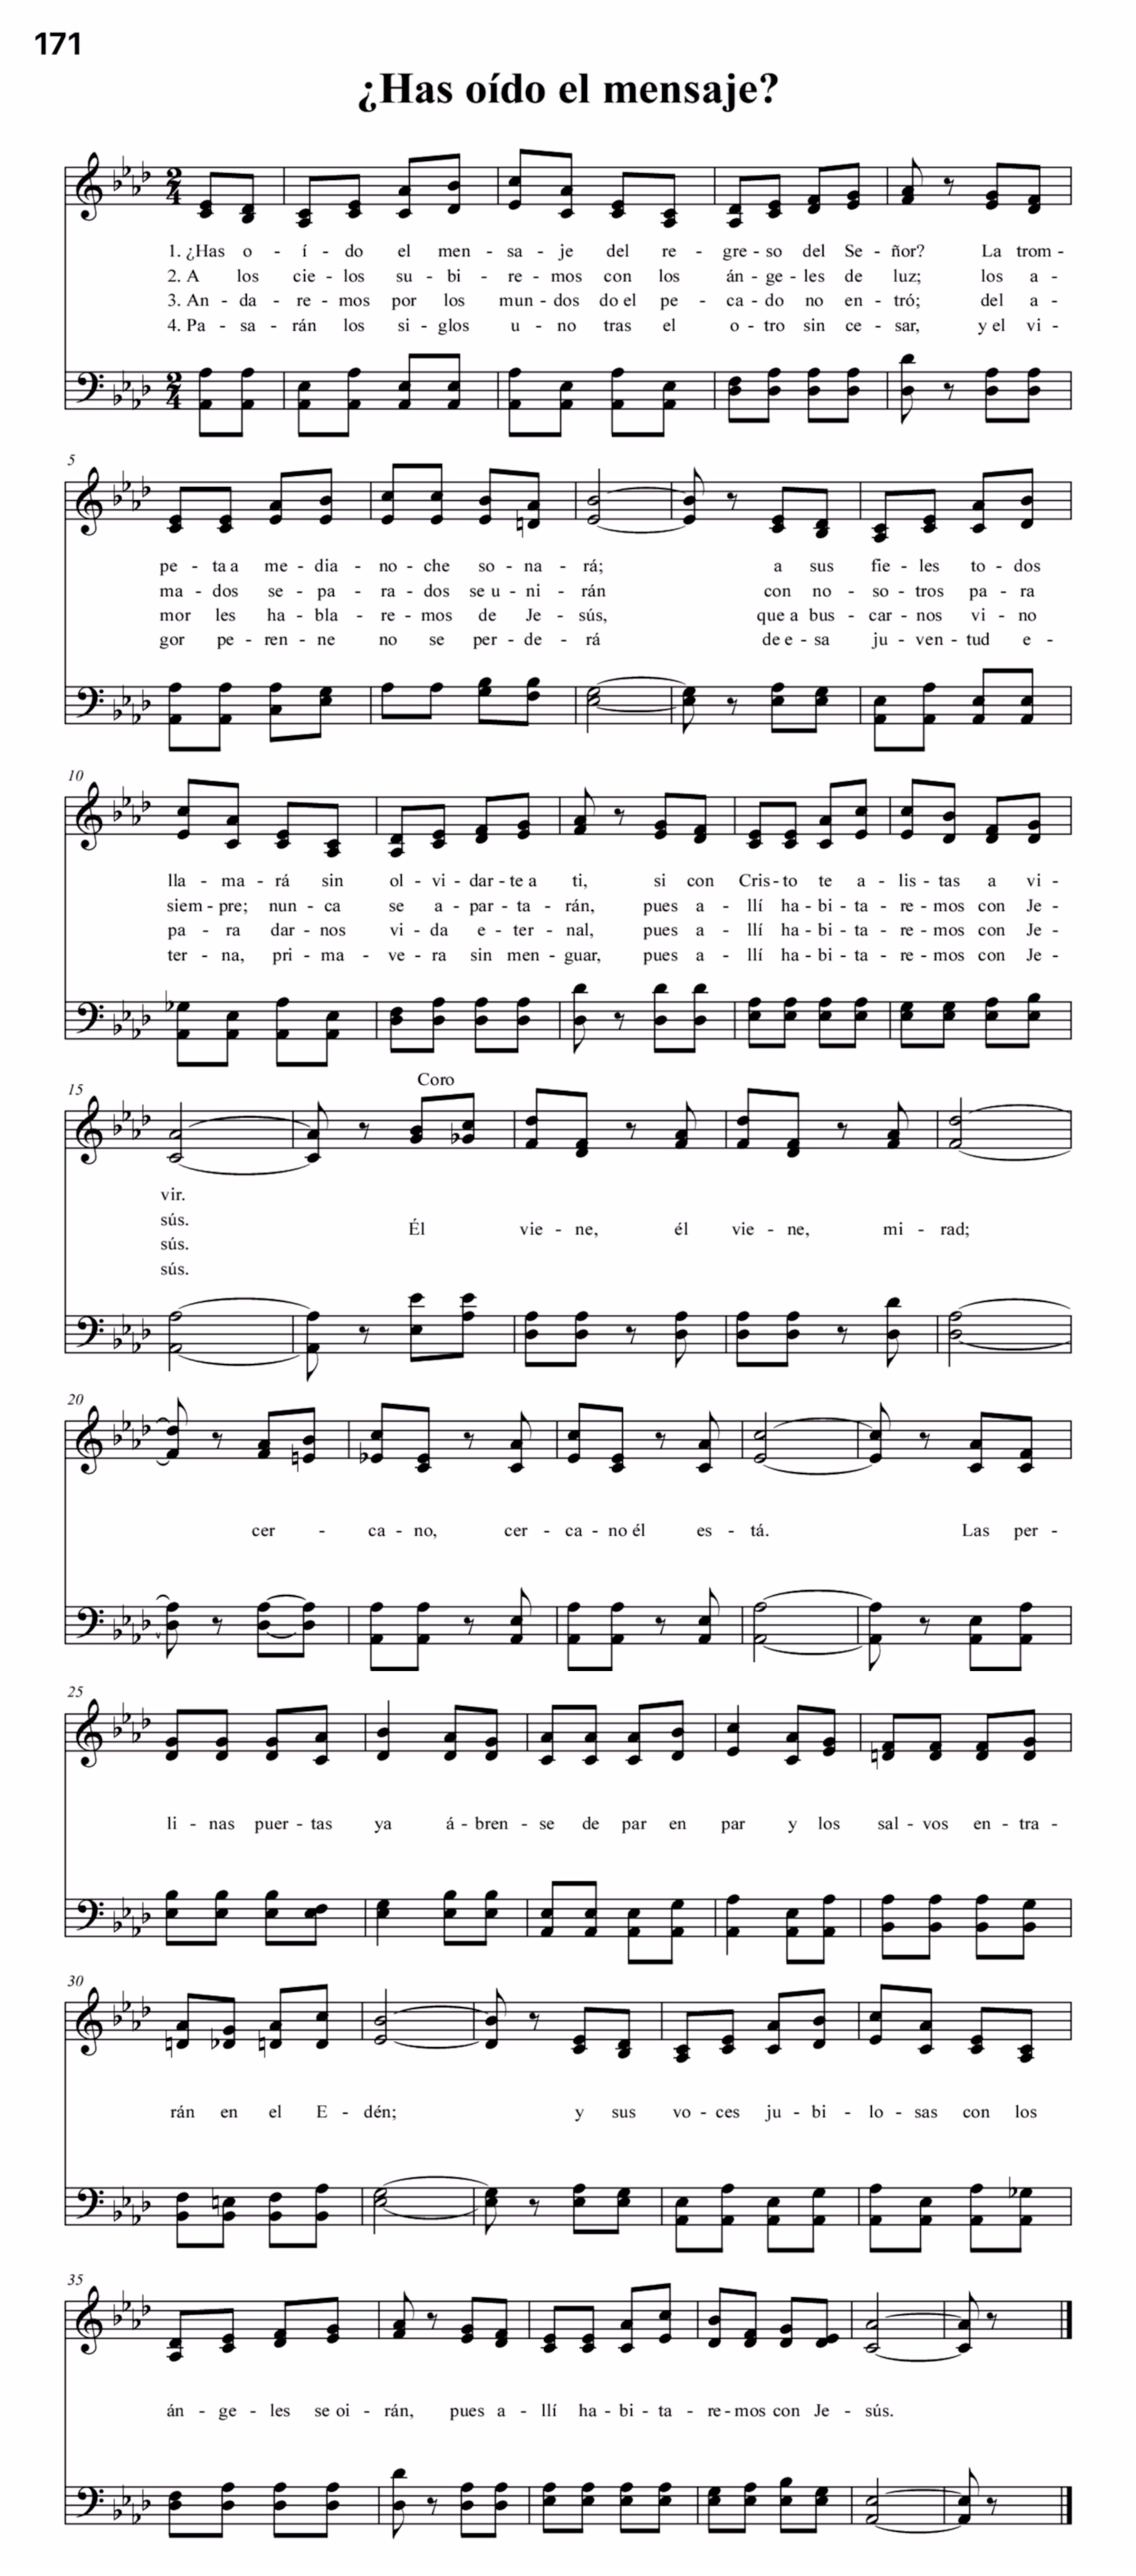 171
¿Has oído el mensaje?
1. ¿Has o - í - do el men - sa - je del re - gre - so del Se - ñor? La trom -
2. A los cie - los su - bi - re - mos con los án - ge - les de luz; los a -
3. An - da - re - mos por los mun - dos do el pe - ca - do no en - tró; del a -
4. Pa - sa - rán los si - glos u - no tras el o - tro sin ce - sar, y el vi -
5
pe - ta a me - dia - no - che so - na - rá; a sus fie - les to - dos
ma - dos se - pa - ra - dos se u - ni - rán con no - so - tros pa - ra
mor les ha - bla - re - mos de Je - sús, que a bus - car - nos vi - no
gor pe - ren - ne no se per - de - rá de e - sa ju - ven - tud e -
10
lla - ma - rá sin ol - vi - dar - te a ti, si con Cris - to te a - lis - tas a vi -
siem - pre; nun - ca se a - par - ta - rán, pues a - llí ha - bi - ta - re - mos con Je -
pa - ra dar - nos vi - da e - ter - nal, pues a - llí ha - bi - ta - re - mos con Je -
ter - na, pri - ma - ve - ra sin men - guar, pues a - llí ha - bi - ta - re - mos con Je -
15
Coro
vir.
sús.
Él vie - ne, él vie - ne, mi - rad;
sús.
sús.
20
cer - ca - no, cer - ca - no él es - tá. Las per -
25
li - nas puer - tas ya á - bren - se de par en par y los sal - vos en - tra -
30
rán en el E - dén; y sus vo - ces ju - bi - lo - sas con los
35
án - ge - les se oi - rán, pues a - llí ha - bi - ta - re - mos con Je - sús.